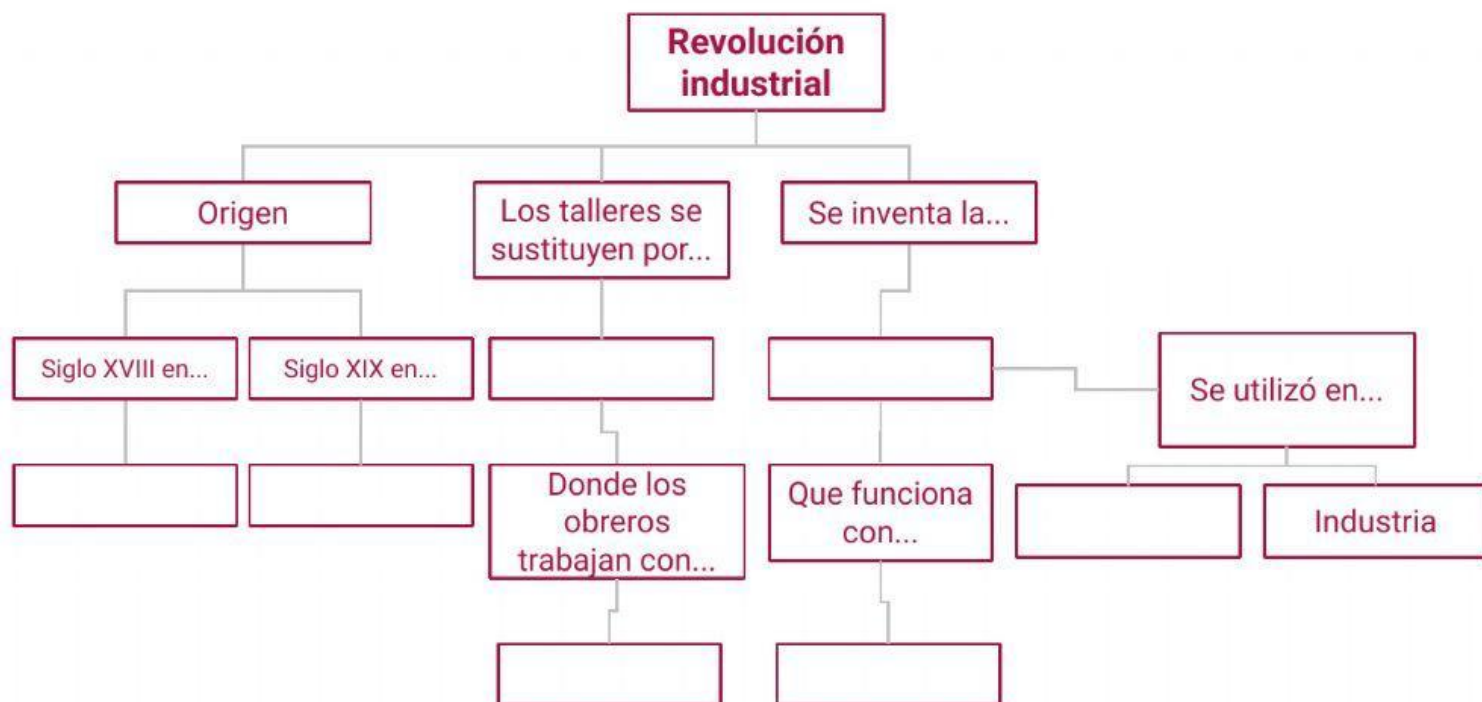 Revolución
industrial
Origen
Los talleres se
sustituyen por...
Se inventa la...
Siglo XVIII en...
Siglo XIX en...
Se utilizó en...
Donde los
obreros
trabajan con...
Que funciona
con...
Industria